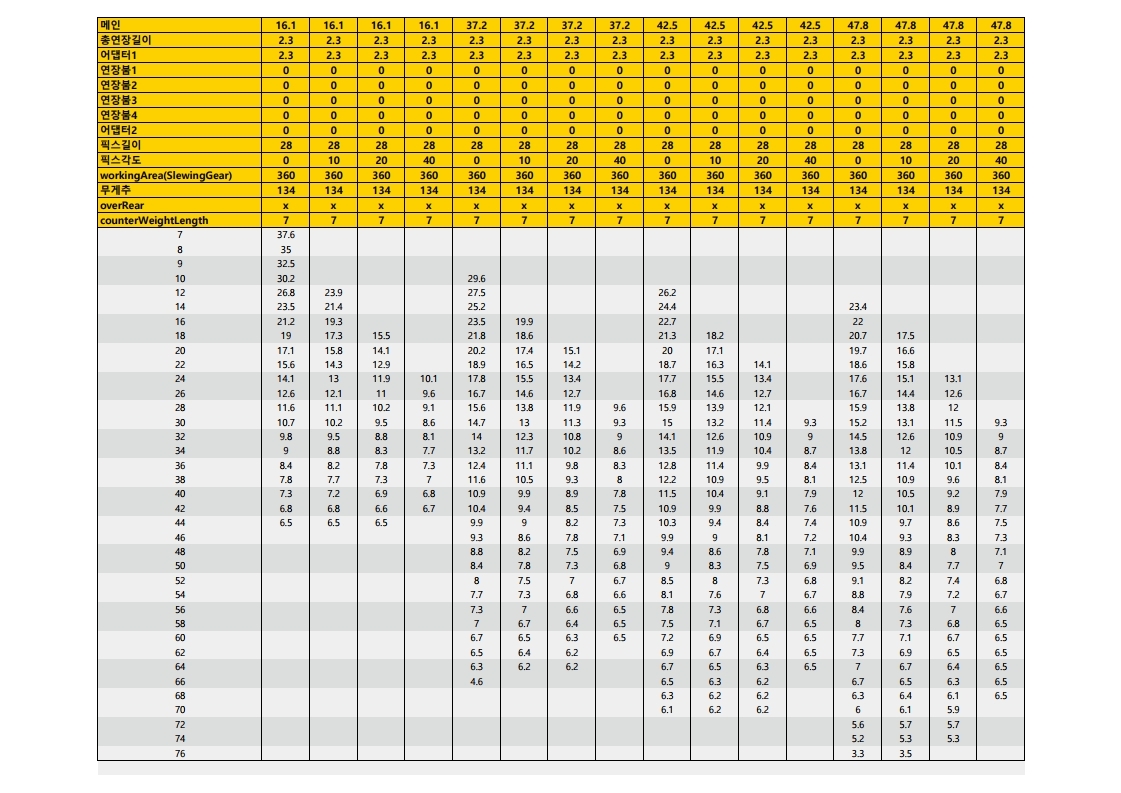 메인 16.1 16.1 16.1 16.1 37.2 37.2 37.2 37.2 42.5 42.5 42.5 42.5 47.8 47.8 47.8 47.8
총연장길이 2.3 2.3 2.3 2.3 2.3 2.3 2.3 2.3 2.3 2.3 2.3 2.3 2.3 2.3 2.3 2.3
어댑터1 2.3 2.3 2.3 2.3 2.3 2.3 2.3 2.3 2.3 2.3 2.3 2.3 2.3 2.3 2.3 2.3
연장붐1 0 0 0 0 0 0 0 0 0 0 0 0 0 0 0 0
연장붐2 0 0 0 0 0 0 0 0 0 0 0 0 0 0 0 0
연장붐3 0 0 0 0 0 0 0 0 0 0 0 0 0 0 0 0
연장붐4 0 0 0 0 0 0 0 0 0 0 0 0 0 0 0 0
어댑터2 0 0 0 0 0 0 0 0 0 0 0 0 0 0 0 0
픽스길이 28 28 28 28 28 28 28 28 28 28 28 28 28 28 28 28
픽스각도 0 10 20 40 0 10 20 40 0 10 20 40 0 10 20 40
workingArea(SlewingGear) 360 360 360 360 360 360 360 360 360 360 360 360 360 360 360 360
무게추 134 134 134 134 134 134 134 134 134 134 134 134 134 134 134 134
overRear x x x x x x x x x x x x x x x x
counterWeightLength 7 7 7 7 7 7 7 7 7 7 7 7 7 7 7 7
7 37.6
8 35
9 32.5
10 30.2 29.6
12 26.8 23.9 27.5 26.2
14 23.5 21.4 25.2 24.4 23.4
16 21.2 19.3 23.5 19.9 22.7 22
18 19 17.3 15.5 21.8 18.6 21.3 18.2 20.7 17.5
20 17.1 15.8 14.1 20.2 17.4 15.1 20 17.1 19.7 16.6
22 15.6 14.3 12.9 18.9 16.5 14.2 18.7 16.3 14.1 18.6 15.8
24 14.1 13 11.9 10.1 17.8 15.5 13.4 17.7 15.5 13.4 17.6 15.1 13.1
26 12.6 12.1 11 9.6 16.7 14.6 12.7 16.8 14.6 12.7 16.7 14.4 12.6
28 11.6 11.1 10.2 9.1 15.6 13.8 11.9 9.6 15.9 13.9 12.1 15.9 13.8 12
30 10.7 10.2 9.5 8.6 14.7 13 11.3 9.3 15 13.2 11.4 9.3 15.2 13.1 11.5 9.3
32 9.8 9.5 8.8 8.1 14 12.3 10.8 9 14.1 12.6 10.9 9 14.5 12.6 10.9 9
34 9 8.8 8.3 7.7 13.2 11.7 10.2 8.6 13.5 11.9 10.4 8.7 13.8 12 10.5 8.7
36 8.4 8.2 7.8 7.3 12.4 11.1 9.8 8.3 12.8 11.4 9.9 8.4 13.1 11.4 10.1 8.4
38 7.8 7.7 7.3 7 11.6 10.5 9.3 8 12.2 10.9 9.5 8.1 12.5 10.9 9.6 8.1
40 7.3 7.2 6.9 6.8 10.9 9.9 8.9 7.8 11.5 10.4 9.1 7.9 12 10.5 9.2 7.9
42 6.8 6.8 6.6 6.7 10.4 9.4 8.5 7.5 10.9 9.9 8.8 7.6 11.5 10.1 8.9 7.7
44 6.5 6.5 6.5 9.9 9 8.2 7.3 10.3 9.4 8.4 7.4 10.9 9.7 8.6 7.5
46 9.3 8.6 7.8 7.1 9.9 9 8.1 7.2 10.4 9.3 8.3 7.3
48 8.8 8.2 7.5 6.9 9.4 8.6 7.8 7.1 9.9 8.9 8 7.1
50 8.4 7.8 7.3 6.8 9 8.3 7.5 6.9 9.5 8.4 7.7 7
52 8 7.5 7 6.7 8.5 8 7.3 6.8 9.1 8.2 7.4 6.8
54 7.7 7.3 6.8 6.6 8.1 7.6 7 6.7 8.8 7.9 7.2 6.7
56 7.3 7 6.6 6.5 7.8 7.3 6.8 6.6 8.4 7.6 7 6.6
58 7 6.7 6.4 6.5 7.5 7.1 6.7 6.5 8 7.3 6.8 6.5
60 6.7 6.5 6.3 6.5 7.2 6.9 6.5 6.5 7.7 7.1 6.7 6.5
62 6.5 6.4 6.2 6.9 6.7 6.4 6.5 7.3 6.9 6.5 6.5
64 6.3 6.2 6.2 6.7 6.5 6.3 6.5 7 6.7 6.4 6.5
66 4.6 6.5 6.3 6.2 6.7 6.5 6.3 6.5
68 6.3 6.2 6.2 6.3 6.4 6.1 6.5
70 6.1 6.2 6.2 6 6.1 5.9
72 5.6 5.7 5.7
74 5.2 5.3 5.3
76 3.3 3.5